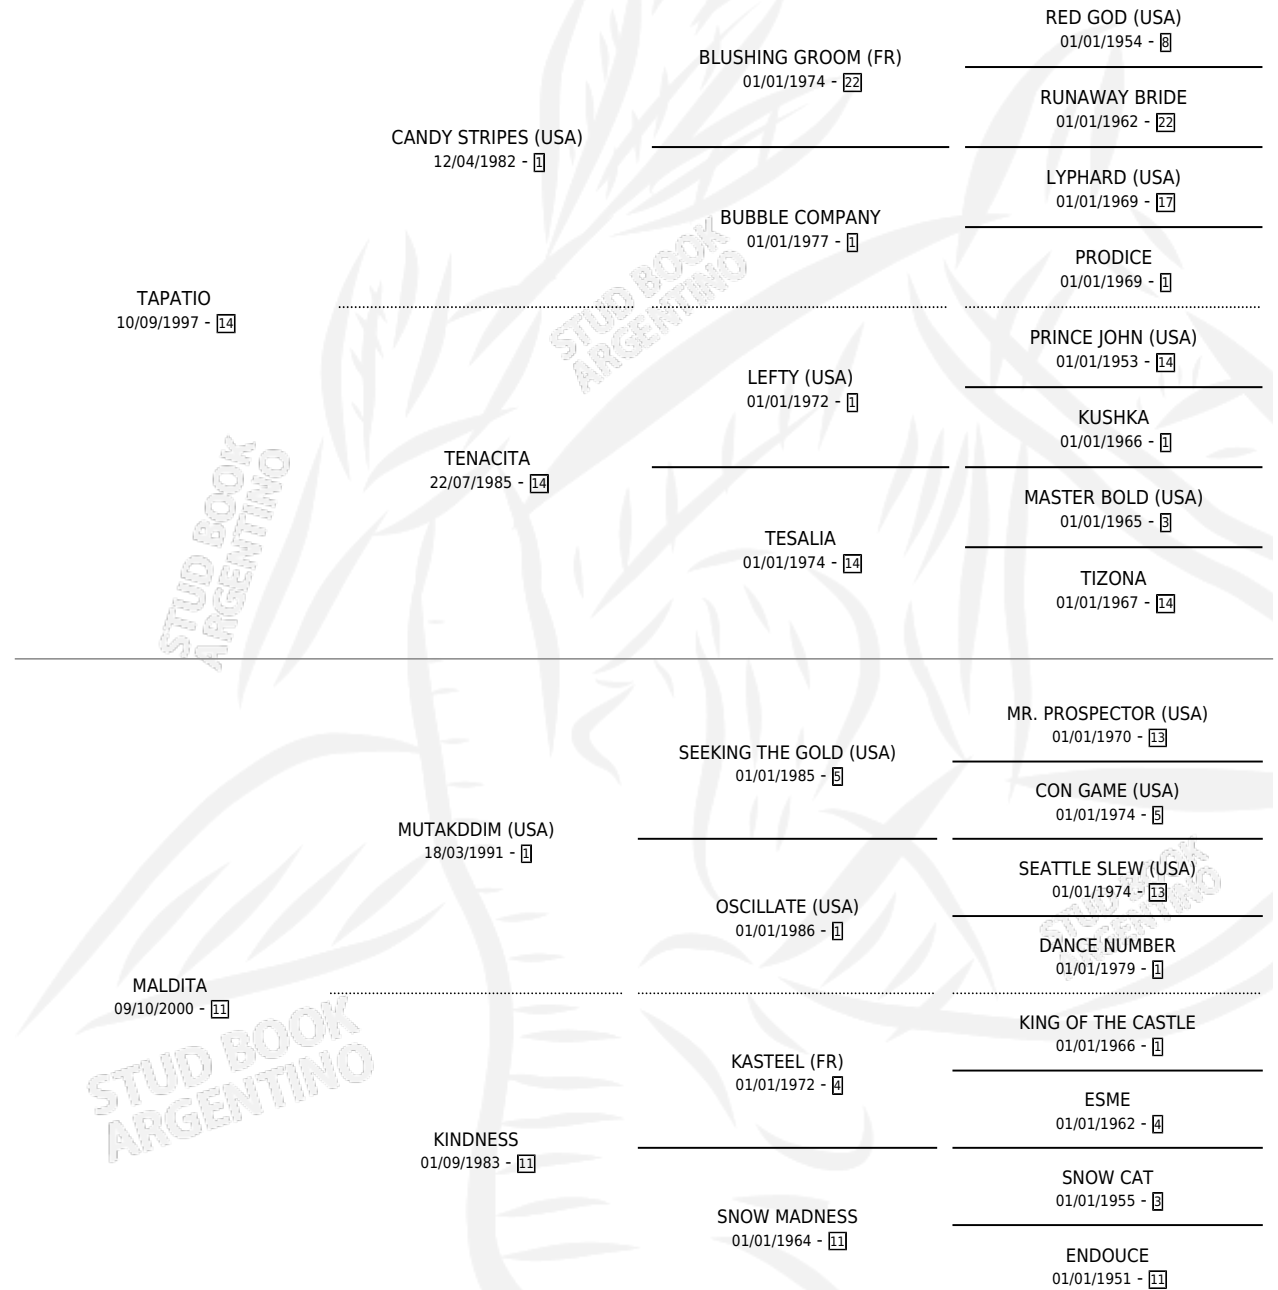 RED GOD (USA)
01/01/1954 - 8
BLUSHING GROOM (FR)
01/01/1974 - 22
RUNAWAY BRIDE
01/01/1962 - 22
CANDY STRIPES (USA)
12/04/1982 - 1
LYPHARD (USA)
01/01/1969 - 17
BUBBLE COMPANY
01/01/1977 - 1
PRODICE
01/01/1969 - 1
TAPATIO
10/09/1997 - 14
STUD BOOK
ARGENTINO
PRINCE JOHN (USA)
01/01/1953 - 14
LEFTY (USA)
01/01/1972 - 1
KUSHKA
01/01/1966 - 1
TENACITA
22/07/1985 - 14
MASTER BOLD (USA)
01/01/1965 - 3
TESALIA
01/01/1974 - 14
TIZONA
01/01/1967 - 14
STUD BOOK
ARGENTINO
MR. PROSPECTOR (USA)
01/01/1970 - 13
SEEKING THE GOLD (USA)
01/01/1985 - 5
CON GAME (USA)
01/01/1974 - 5
MUTAKDDIM (USA)
18/03/1991 - 1
SEATTLE SLEW (USA)
01/01/1974 - 13
STUD BOOK
ARGENTINO
OSCILLATE (USA)
01/01/1986 - 1
DANCE NUMBER
01/01/1979 - 1
MALDITA
09/10/2000 - 11
STUD BOOK
ARGENTINO
KING OF THE CASTLE
01/01/1966 - 1
KASTEEL (FR)
01/01/1972 - 4
ESME
01/01/1962 - 4
KINDNESS
01/09/1983 - 11
SNOW CAT
01/01/1955 - 3
SNOW MADNESS
01/01/1964 - 11
ENDOUCE
01/01/1951 - 11